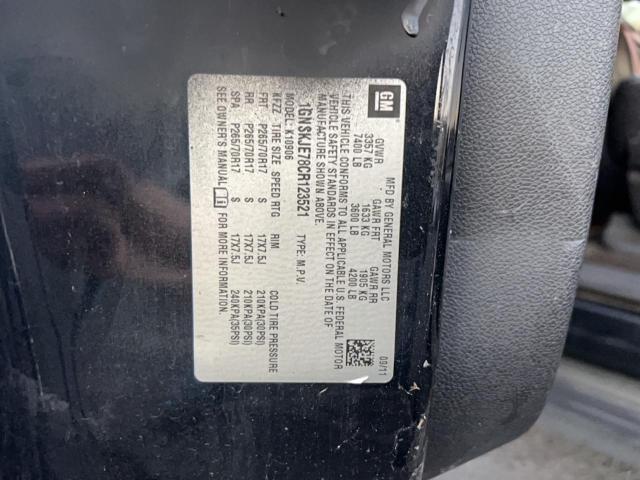 GM
MFD BY GENERAL MOTORS LLC
09/11
GVWR GAWR FRT GAWR RR
3357 KG 1633 KG 1905 KG
7400 LB 3600 LB 4200 LB
THIS VEHICLE CONFORMS TO ALL APPLICABLE U.S. FEDERAL MOTOR
VEHICLE SAFETY STANDARDS IN EFFECT ON THE DATE OF
MANUFACTURE SHOWN ABOVE.
1GNSKJE78CR123521 TYPE: M.P.V.
MODEL: K10906
KFZZ TIRE SIZE SPEED RTG RIM COLD TIRE PRESSURE
FRT P265/70R17 S 17X7.5J 210KPA(30PSI)
RR P265/70R17 S 17X7.5J 210KPA(30PSI)
SPA P265/70R17 S 17X7.5J 240KPA(35PSI)
SEE OWNER'S MANUAL FOR MORE INFORMATION.